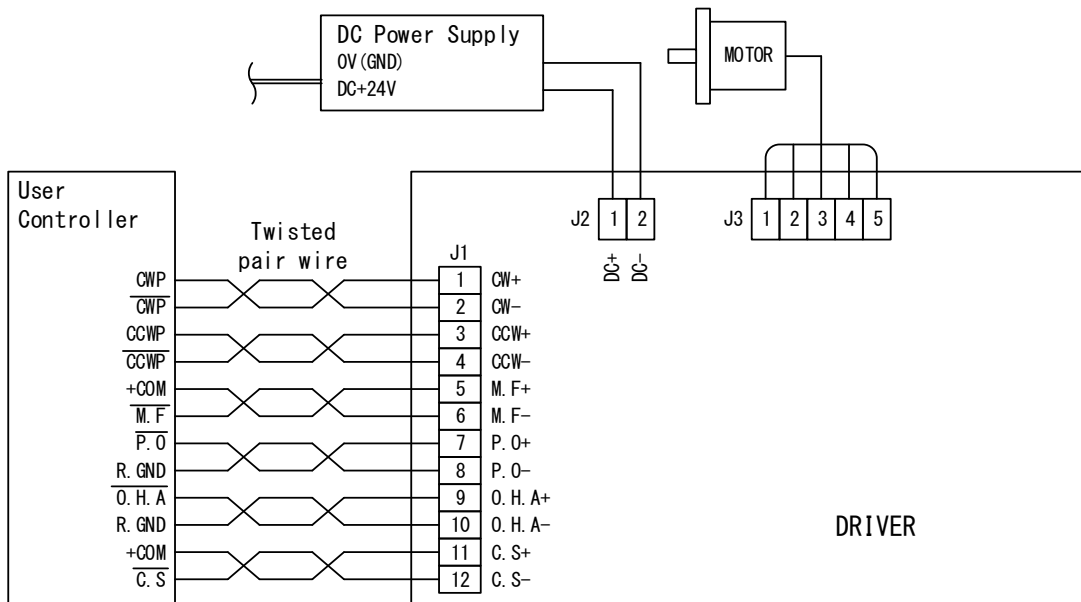 DC Power Supply
0V(GND)
DC+24V
MOTOR
User
Controller
Twisted
pair wire
J2 1 2
DC+ DC-
J3 1 2 3 4 5
J1
CWP 1 CW+
C̅W̅P̅ 2 CW-
CCWP 3 CCW+
C̅C̅W̅P̅ 4 CCW-
+COM 5 M.F+
M̅.̅F̅ 6 M.F-
P̅.̅O̅ 7 P.O+
R.GND 8 P.O-
O̅.̅H̅.̅A̅ 9 O.H.A+
R.GND 10 O.H.A-
+COM 11 C.S+
C̅.̅S̅ 12 C.S-
DRIVER